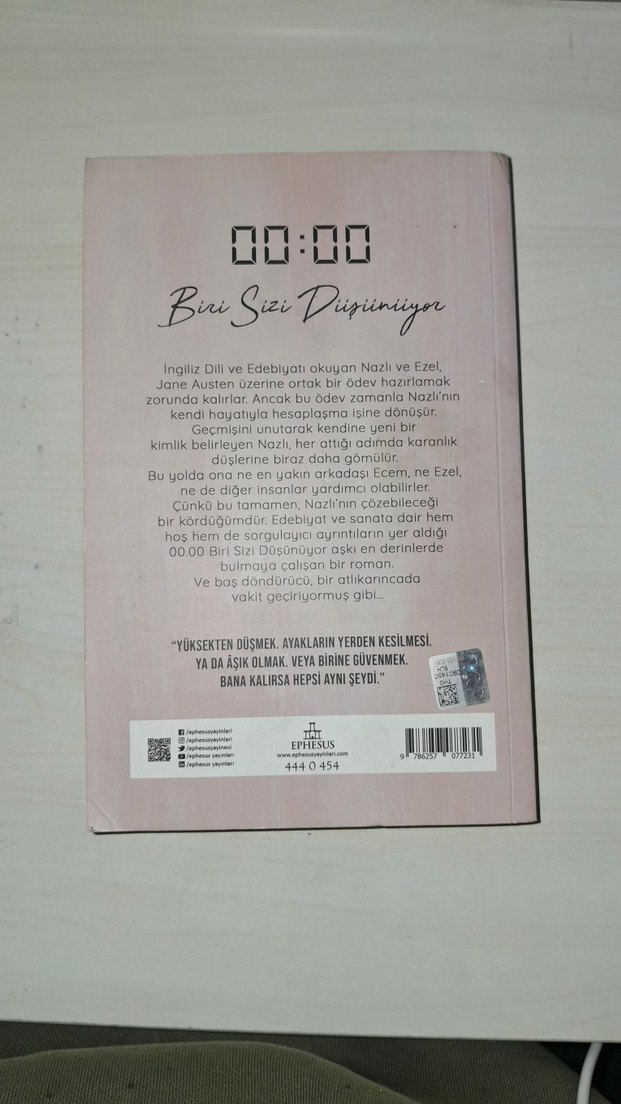 00:00
Biri Sizi Düşünüyor
İngiliz Dili ve Edebiyatı okuyan Nazlı ve Ezel,
Jane Austen üzerine ortak bir ödev hazırlamak
zorunda kalırlar. Ancak bu ödev zamanla Nazlı'nın
kendi hayatıyla hesaplaşma işine dönüşür.
Geçmişini unutarak kendine yeni bir
kimlik belirleyen Nazlı, her attığı adımda karanlık
düşlerine biraz daha gömülür.
Bu yolda ona ne en yakın arkadaşı Ecem, ne Ezel,
ne de diğer insanlar yardımcı olabilirler.
Çünkü bu tamamen, Nazlı'nın çözebileceği
bir kördüğümdür. Edebiyat ve sanata dair hem
hoş hem de sorgulayıcı ayrıntıların yer aldığı
00.00 Biri Sizi Düşünüyor aşkı en derinlerde
bulmaya çalışan bir roman.
Ve baş döndürücü, bir atlıkarıncada
vakit geçiriyormuş gibi...
“YÜKSEKTEN DÜŞMEK. AYAKLARIN YERDEN KESİLMESİ.
YA DA ÂŞIK OLMAK. VEYA BİRİNE GÜVENMEK.
BANA KALIRSA HEPSİ AYNI ŞEYDİ.”
/ephesusyayinlari
/ephesusyayinlari
/ephesusyayinevi
/ephesus yayınları
/ephesus yayınları
EPHESUS
www.ephesusyayinlari.com
444 0 454
9 786257 077231